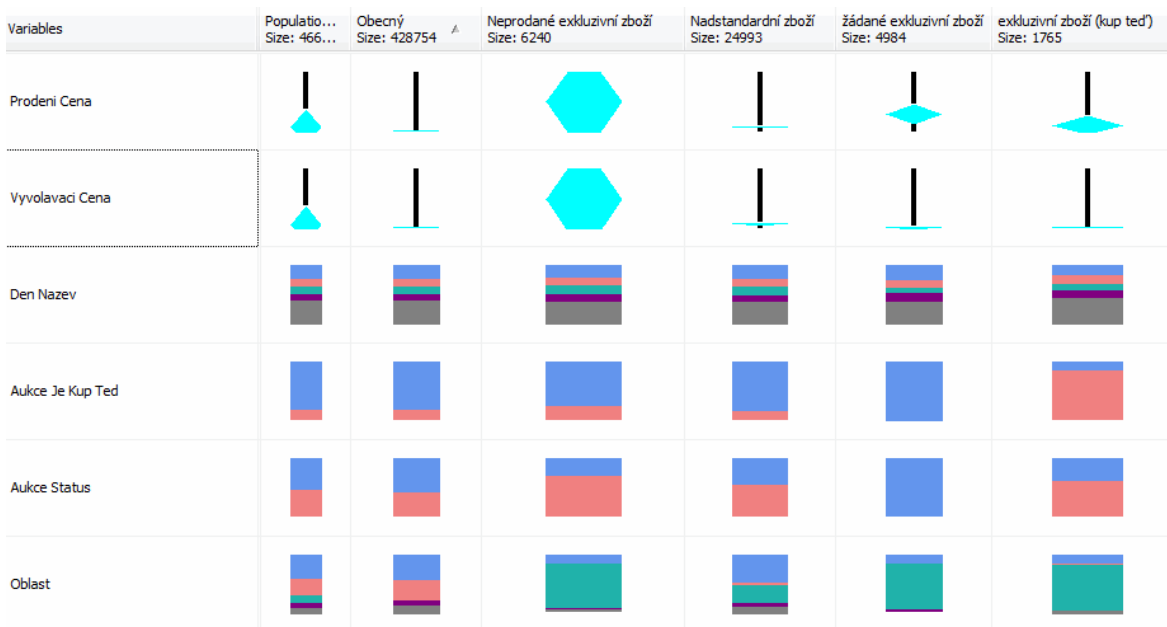 Variables
Populatio...
Size: 466...
Obecný
Size: 428754
Neprodané exkluzivní zboží
Size: 6240
Nadstandardní zboží
Size: 24993
žádané exkluzivní zboží
Size: 4984
exkluzivní zboží (kup teď)
Size: 1765
Prodeni Cena
Vyvolavaci Cena
Den Nazev
Aukce Je Kup Ted
Aukce Status
Oblast